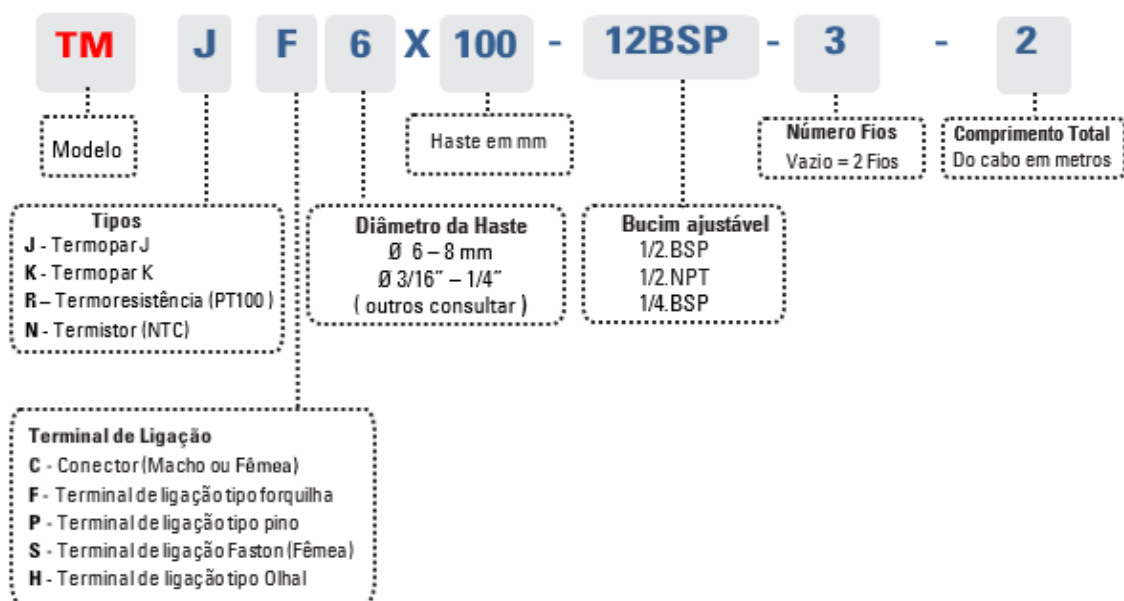 TM J F 6 X 100 - 12BSP - 3 - 2
Modelo
Haste em mm
Número Fios
Vazio = 2 Fios
Comprimento Total
Do cabo em metros
Tipos
J - Termopar J
K - Termopar K
R – Termoresistência (PT100 )
N - Termistor (NTC)
Diâmetro da Haste
Ø 6 – 8 mm
Ø 3/16˝ – 1/4˝
( outros consultar )
Bucim ajustável
1/2.BSP
1/2.NPT
1/4.BSP
Terminal de Ligação
C - Conector (Macho ou Fêmea)
F - Terminal de ligação tipo forquilha
P - Terminal de ligação tipo pino
S - Terminal de ligação Faston (Fêmea)
H - Terminal de ligação tipo Olhal